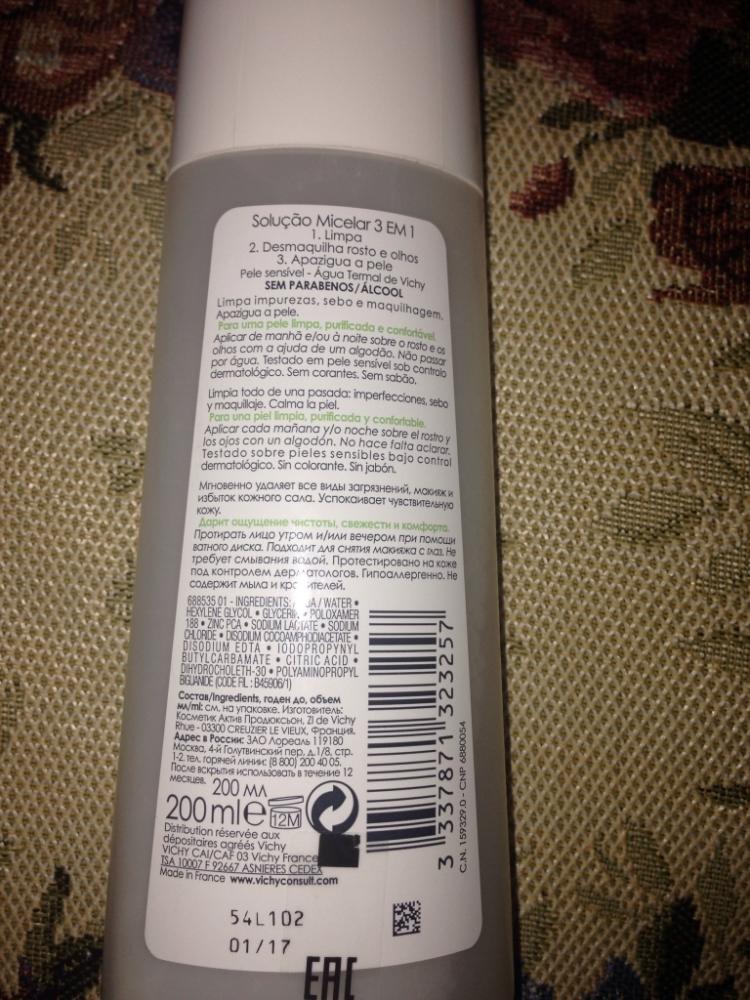 Solução Micelar 3 EM 1
1. Limpa
2. Desmaquilha rosto e olhos
3. Apazigua a pele
Pele sensível - Água Termal de Vichy
SEM PARABENOS/ÁLCOOL
Limpa impurezas, sebo e maquilhagem.
Apazigua a pele.
Para uma pele limpa, purificada e confortável.
Aplicar de manhã e/ou à noite sobre o rosto e os
olhos com a ajuda de um algodão. Não passar
por água. Testado em pele sensível sob controlo
dermatológico. Sem corantes. Sem sabão.
Limpia todo de una pasada: imperfecciones, sebo
y maquillaje. Calma la piel.
Para una piel limpia, purificada y confortable.
Aplicar cada mañana y/o noche sobre el rostro y
los ojos con un algodón. No hace falta aclarar.
Testado sobre pieles sensibles bajo control
dermatológico. Sin colorante. Sin jabón.
Мгновенно удаляет все виды загрязнений, макияж и
избыток кожного сала. Успокаивает чувствительную
кожу.
Дарит ощущение чистоты, свежести и комфорта.
Протирать лицо утром и/или вечером при помощи
ватного диска. Подходит для снятия макияжа с глаз. Не
требует смывания водой. Протестировано на коже
под контролем дерматологов. Гипоаллергенно. Не
содержит мыла и красителей.
688535 01 - INGREDIENTS: AQUA / WATER •
HEXYLENE GLYCOL • GLYCERIN • POLOXAMER
188 • ZINC PCA • SODIUM LACTATE • SODIUM
CHLORIDE • DISODIUM COCOAMPHODIACETATE •
DISODIUM EDTA • IODOPROPYNYL
BUTYLCARBAMATE • CITRIC ACID •
DIHYDROCHOLETH-30 • POLYAMINOPROPYL
BIGUANIDE (CODE F.I.L.: B45906/1)
Состав/Ingredients, годен до, объем
мл/ml: см. на упаковке. Изготовитель:
Косметик Актив Продюксьон, ZI de Vichy
Rhue - 03300 CREUZIER LE VIEUX, Франция.
Адрес в России: ЗАО Лореаль 119180
Москва, 4-й Голутвинский пер, д.1/8, стр.
1-2. тел. горячей линии: (8 800) 200 40 05.
После вскрытия использовать в течение 12
месяцев.
200 мл
200 ml e 12M
Distribution réservée aux
dépositaires agréés Vichy
VICHY CAI/CAF 03 Vichy France
TSA 10007 F 92667 ASNIERES CEDEX
Made in France www.vichyconsult.com
3 337871 323257
C.N. 159329.0 - CNP 6880054
54L102
01/17
EAC